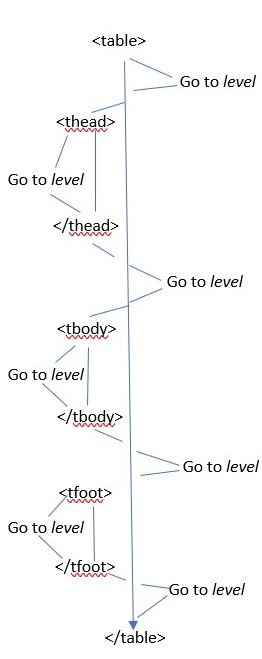 <table>
Go to level
<thead>
Go to level
</thead>
Go to level
<tbody>
Go to level
</tbody>
Go to level
<tfoot>
Go to level
</tfoot>
Go to level
</table>